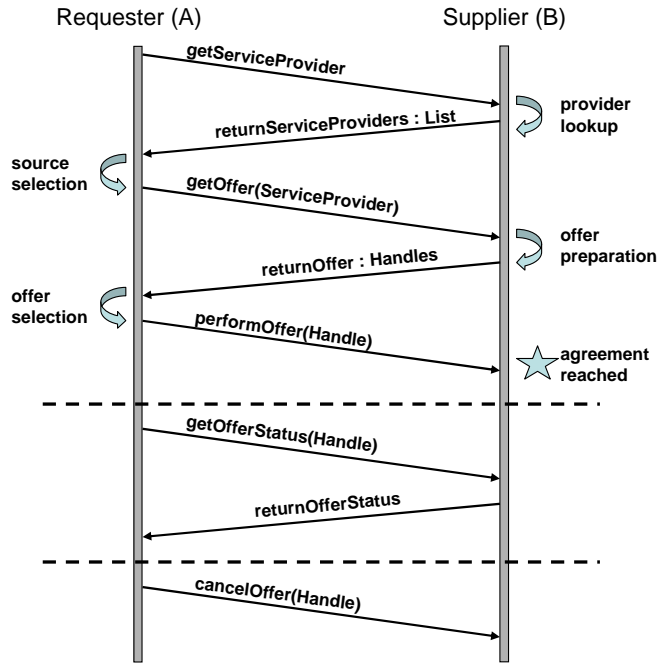 Requester (A)
Supplier (B)
getServiceProvider
provider
lookup
returnServiceProviders : List
source
selection
getOffer(ServiceProvider)
offer
preparation
returnOffer : Handles
offer
selection
performOffer(Handle)
agreement
reached
getOfferStatus(Handle)
returnOfferStatus
cancelOffer(Handle)